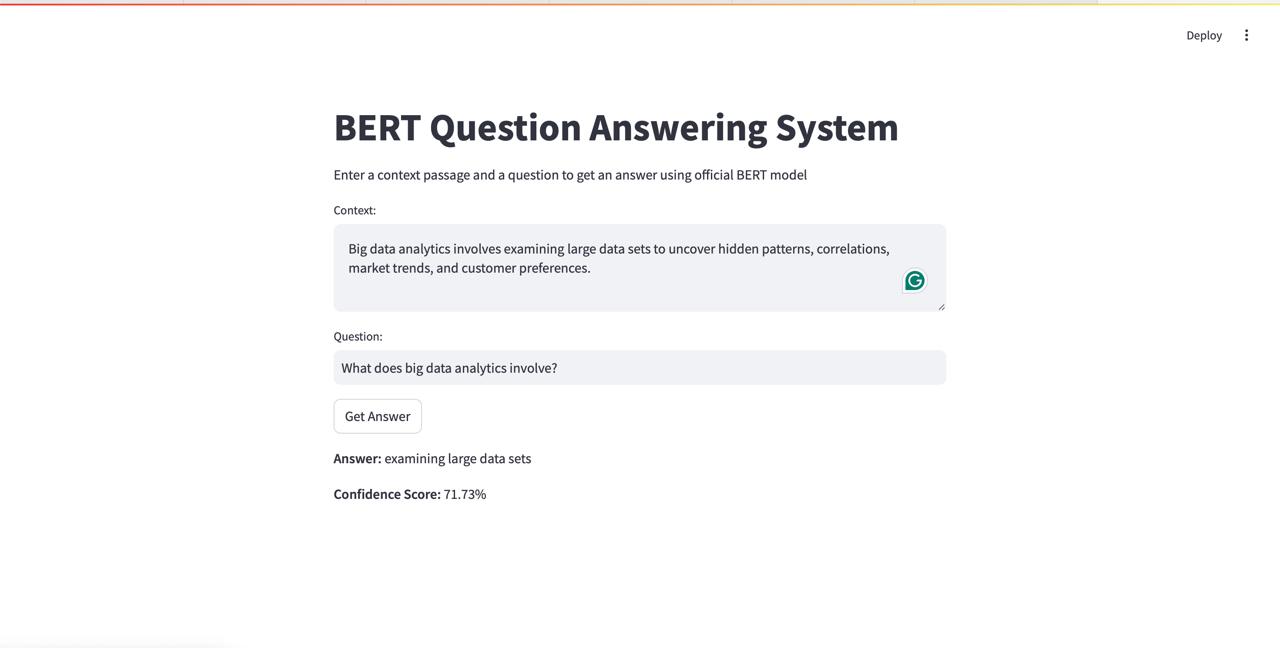 Deploy
BERT Question Answering System
Enter a context passage and a question to get an answer using official BERT model
Context:
Big data analytics involves examining large data sets to uncover hidden patterns, correlations,
market trends, and customer preferences.
Question:
What does big data analytics involve?
Get Answer
Answer: examining large data sets
Confidence Score: 71.73%